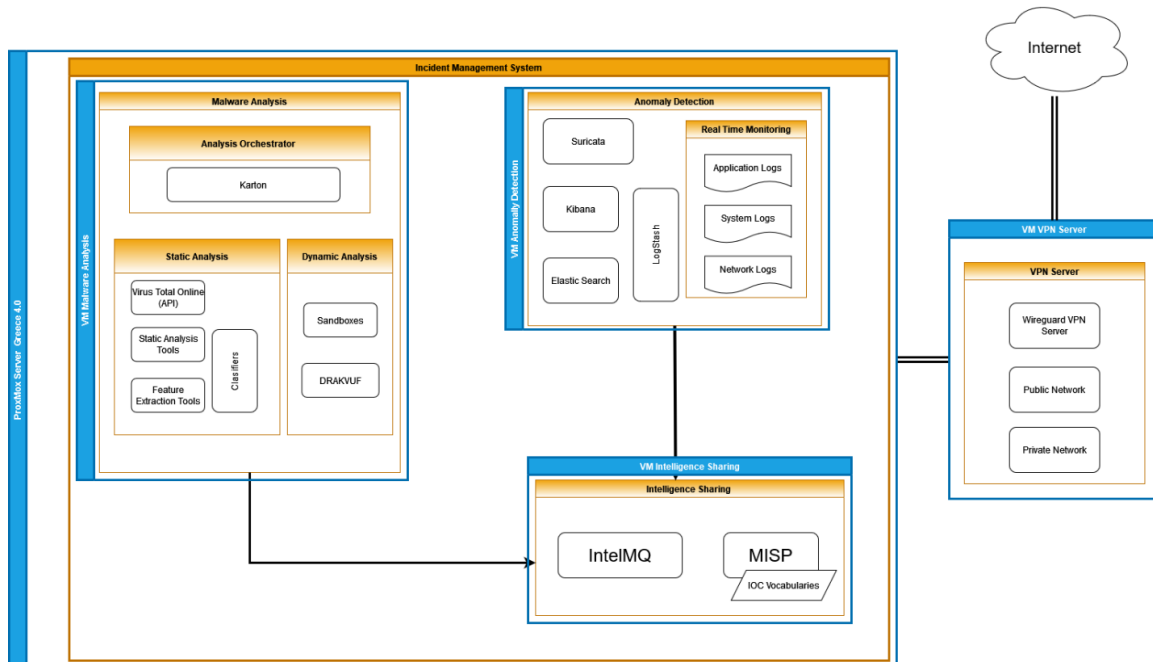 Internet
ProxMox Server Greece 4.0
Incident Management System
VM Malware Analysis
Malware Analysis
Analysis Orchestrator
Karton
Static Analysis
Virus Total Online
(API)
Static Analysis
Tools
Feature
Extraction Tools
Clasifiers
Dynamic Analysis
Sandboxes
DRAKVUF
VM Anomally Detection
Anomaly Detection
Suricata
Kibana
Elastic Search
LogStash
Real Time Monitoring
Application Logs
System Logs
Network Logs
VM Intelligence Sharing
Intelligence Sharing
IntelMQ
MISP
IOC Vocabularies
VM VPN Server
VPN Server
Wireguard VPN
Server
Public Network
Private Network